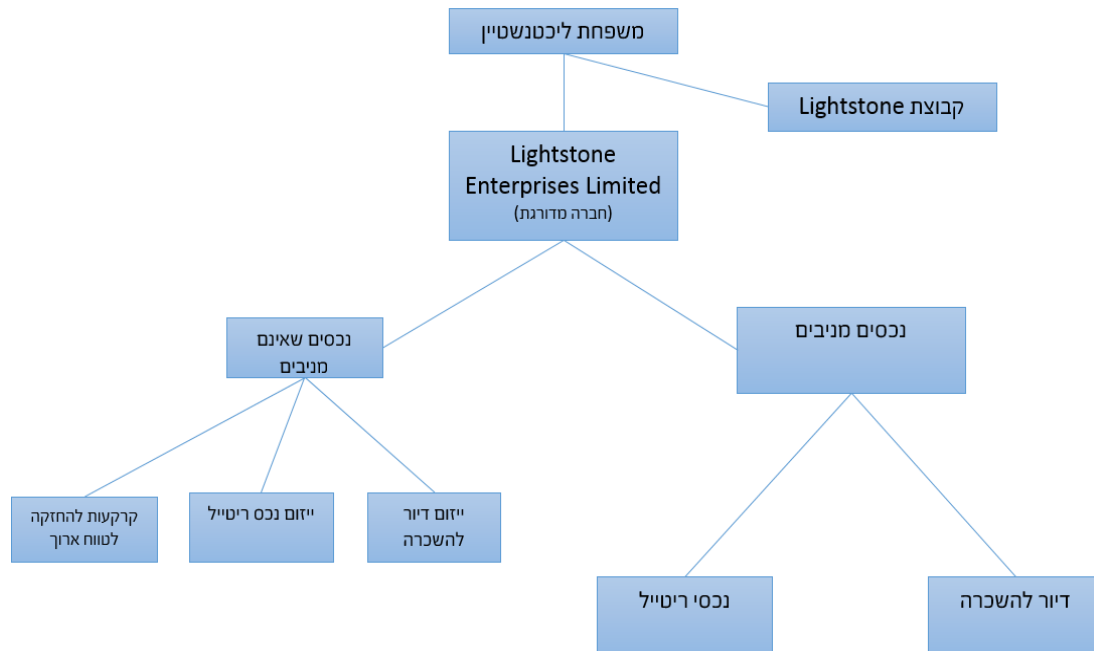 משפחת ליכטנשטיין
קבוצת Lightstone
Lightstone
Enterprises Limited
(חברה מדורגת)
נכסים מניבים
נכסים שאינם
מניבים
ייזום דיור
להשכרה
ייזום נכס ריטייל
קרקעות להחזקה
לטווח ארוך
דיור להשכרה
נכסי ריטייל